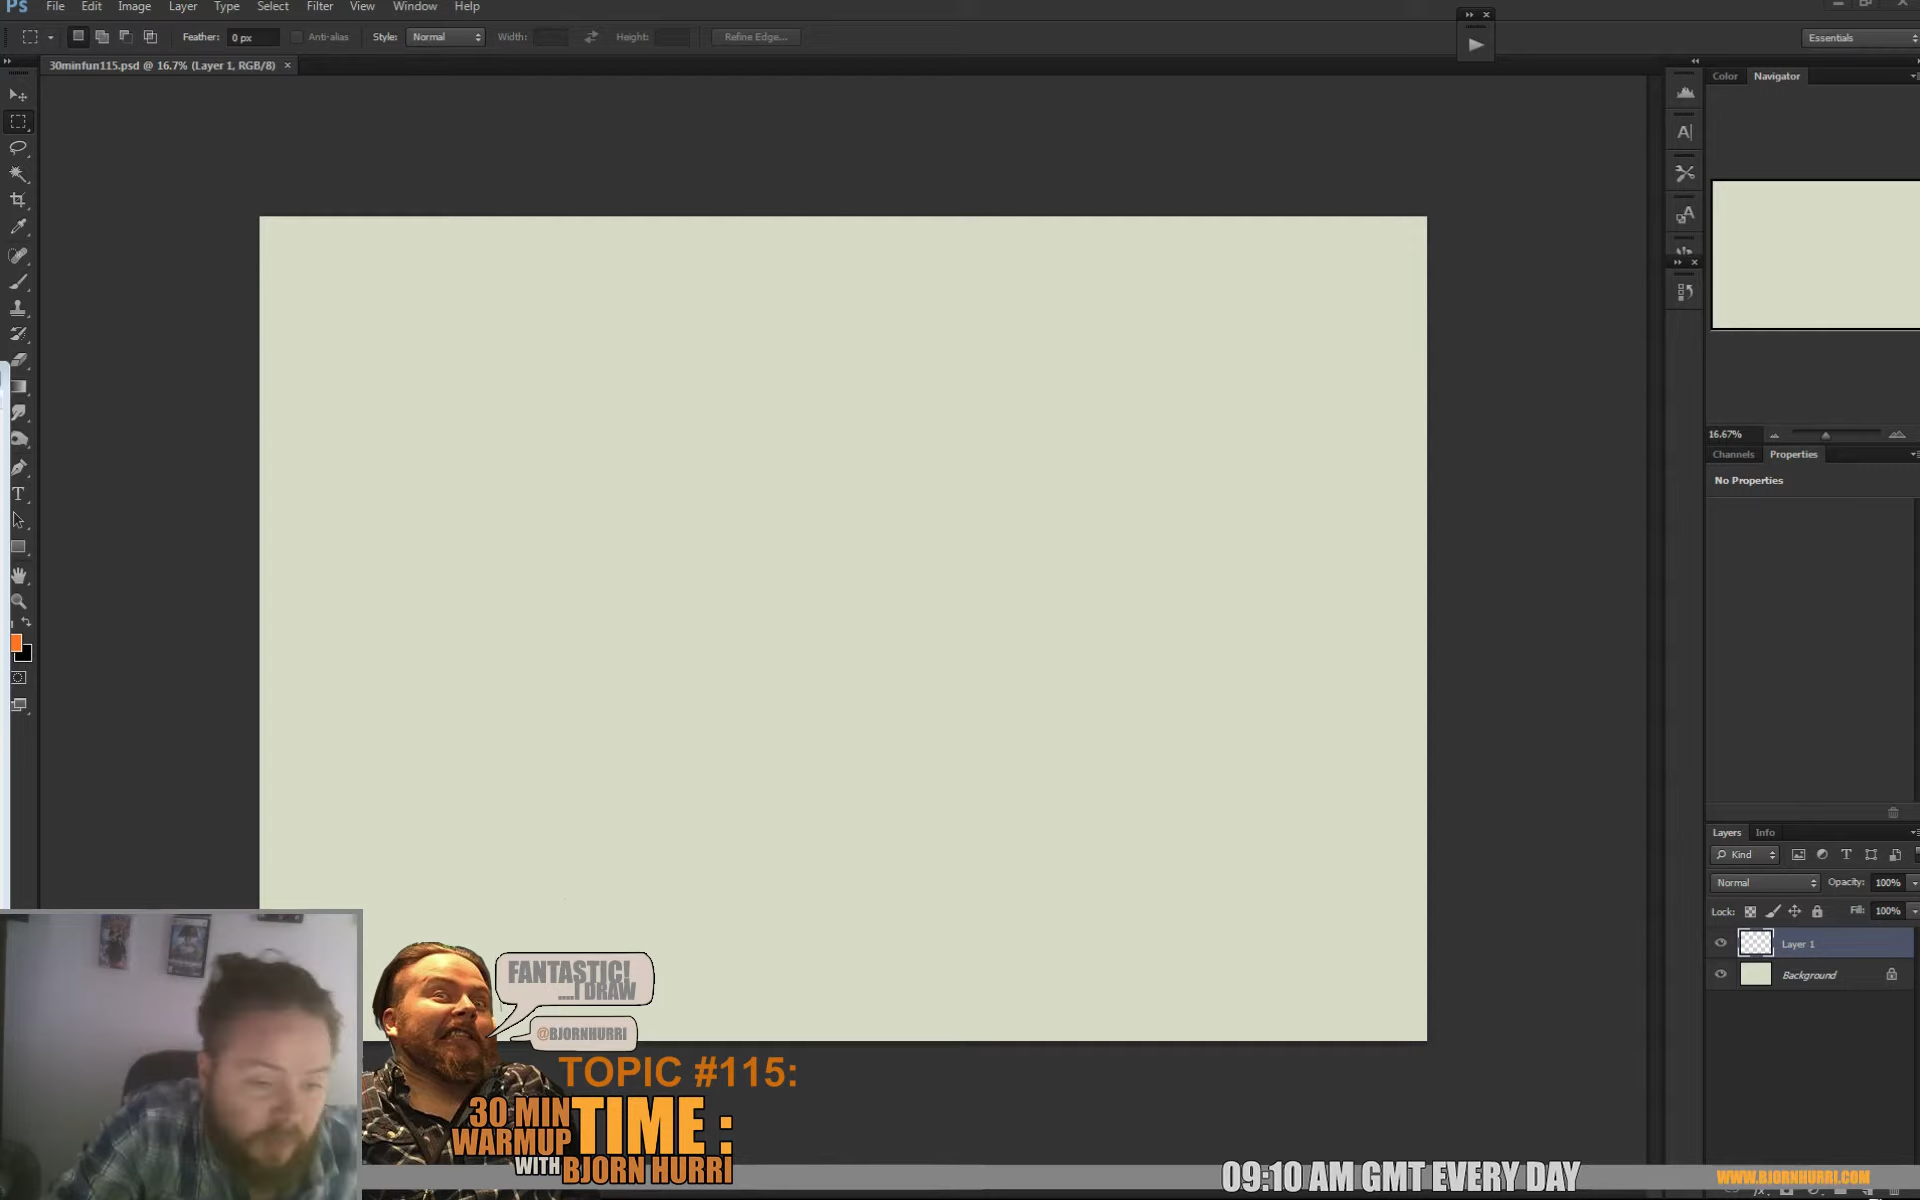 Ps File Edit Image Layer Type Select Filter View Window Help
Feather: 0 px Anti-alias Style: Normal Width: Height: Refine Edge... Essentials
30minfun115.psd @ 16.7% (Layer 1, RGB/8) ×
Color Navigator
16.67%
Channels Properties
No Properties
Layers Info
Kind
Normal Opacity: 100%
Lock: Fill: 100%
Layer 1
Background
FANTASTIC!
....I DRAW
@BJORNHURRI
TOPIC #115:
30 MIN
WARMUP
TIME :
WITH BJORN HURRI
09:10 AM GMT EVERY DAY
WWW.BJORNHURRI.COM